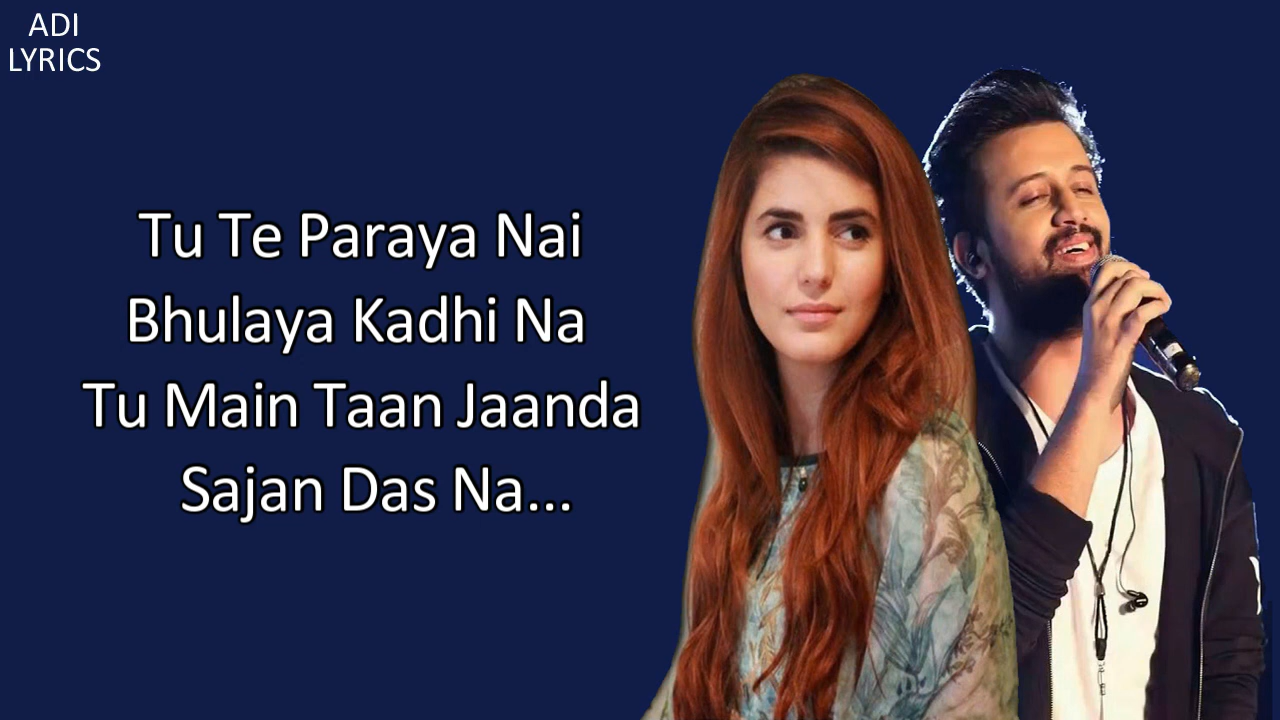 ADI
LYRICS
Tu Te Paraya Nai
Bhulaya Kadhi Na
Tu Main Taan Jaanda
Sajan Das Na...